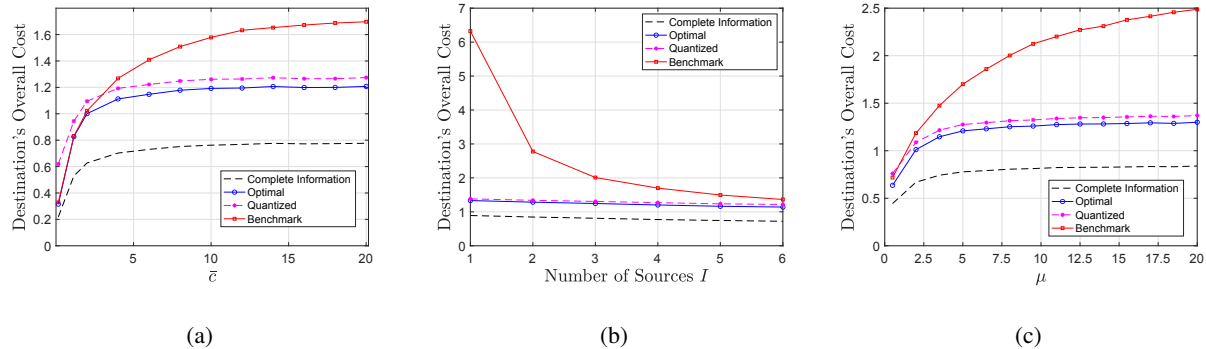 Destination's Overall Cost
1.6
1.4
1.2
1
0.8
0.6
0.4
0.2
0
5
10
15
20
c̄
Complete Information
Optimal
Quantized
Benchmark
(a)
Destination's Overall Cost
7
6
5
4
3
2
1
0
1
2
3
4
5
6
Number of Sources I
Complete Information
Optimal
Quantized
Benchmark
(b)
Destination's Overall Cost
2.5
2
1.5
1
0.5
0
0
2.5
5
7.5
10
12.5
15
17.5
20
μ
Complete Information
Optimal
Quantized
Benchmark
(c)